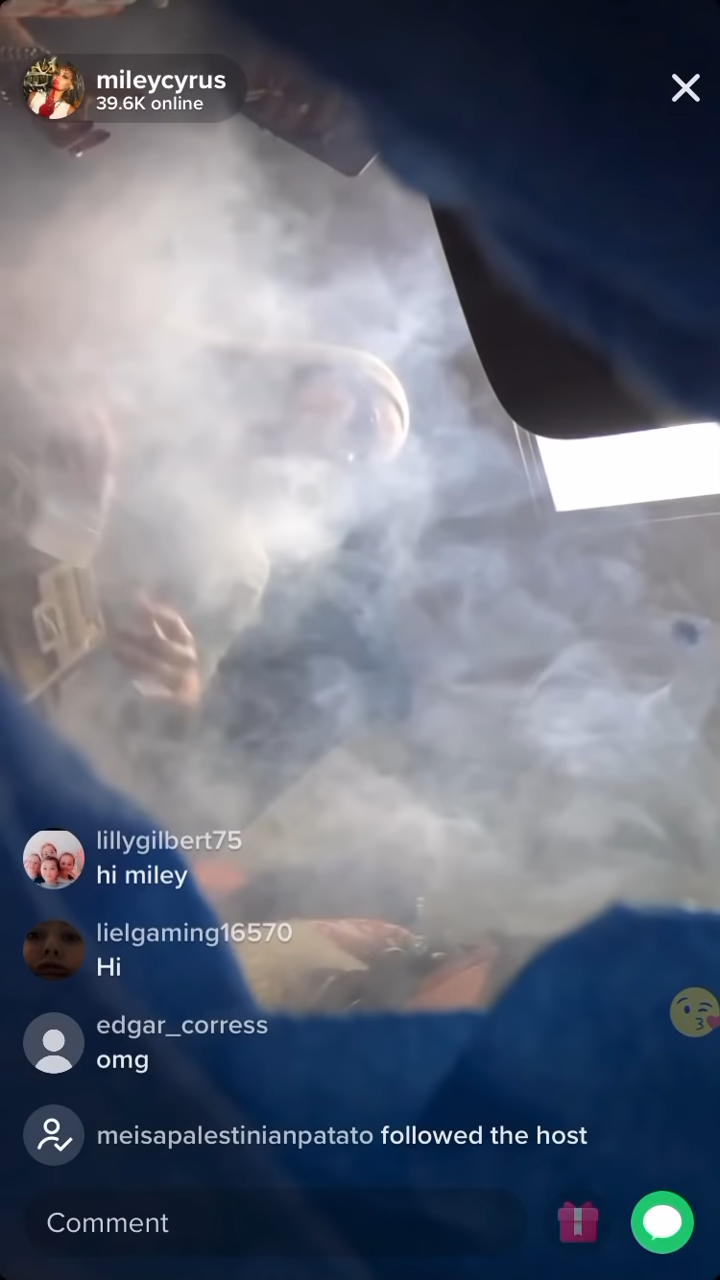 mileycyrus
39.6K online
lillygilbert75
hi miley
lielgaming16570
Hi
edgar_corress
omg
meisapalestinianpatato followed the host
Comment